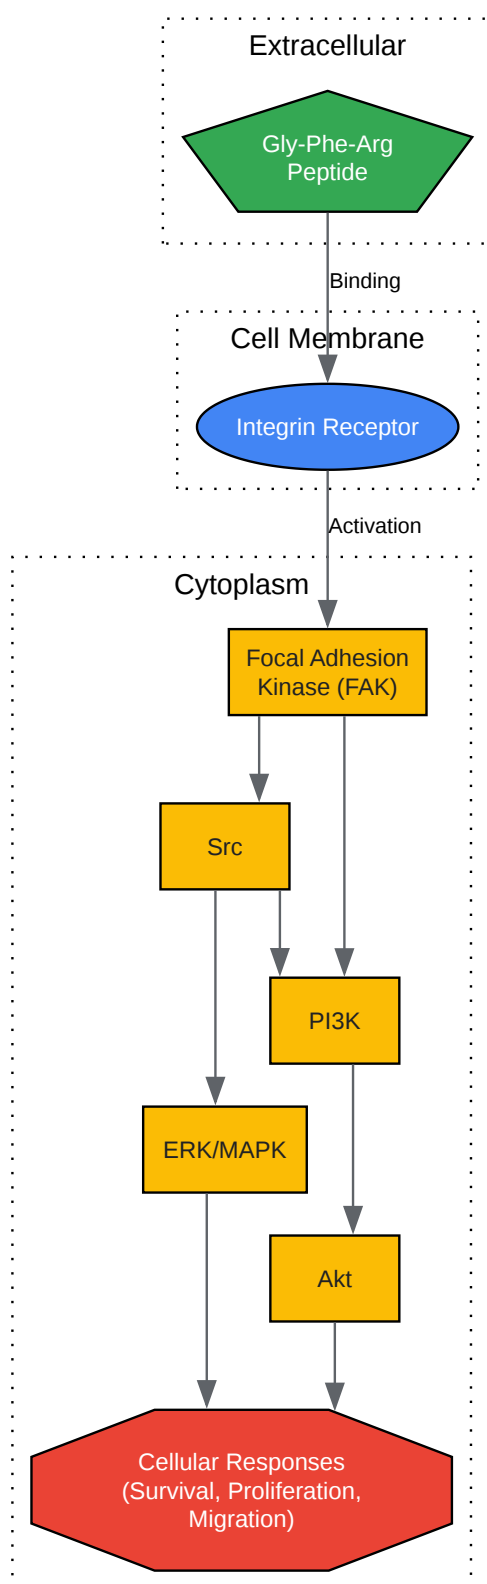 Extracellular
Gly-Phe-Arg
Peptide
Binding
Cell Membrane
Integrin Receptor
Activation
Cytoplasm
Focal Adhesion
Kinase (FAK)
Src
PI3K
ERK/MAPK
Akt
Cellular Responses
(Survival, Proliferation,
Migration)